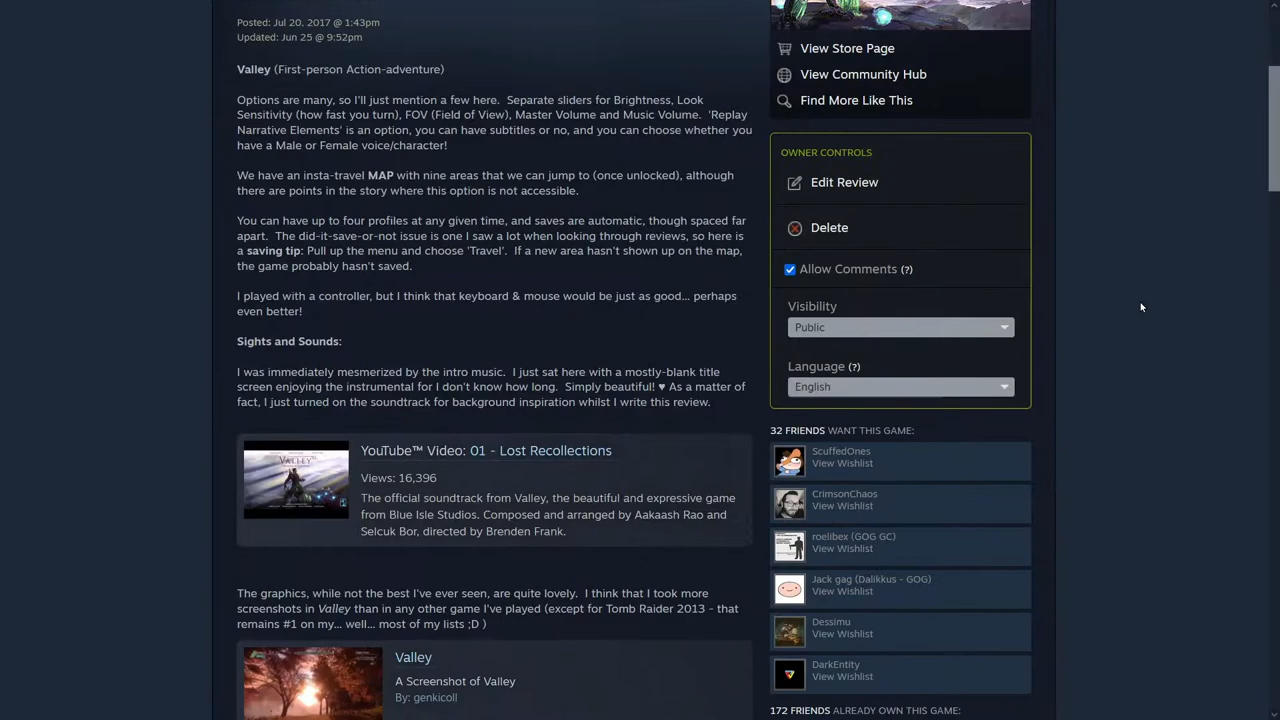 Posted: Jul 20, 2017 @ 1:43pm
Updated: Jun 25 @ 9:52pm
Valley (First-person Action-adventure)
Options are many, so I'll just mention a few here. Separate sliders for Brightness, Look
Sensitivity (how fast you turn), FOV (Field of View), Master Volume and Music Volume. 'Replay
Narrative Elements' is an option, you can have subtitles or no, and you can choose whether you
have a Male or Female voice/character!
We have an insta-travel MAP with nine areas that we can jump to (once unlocked), although
there are points in the story where this option is not accessible.
You can have up to four profiles at any given time, and saves are automatic, though spaced far
apart. The did-it-save-or-not issue is one I saw a lot when looking through reviews, so here is
a saving tip: Pull up the menu and choose 'Travel'. If a new area hasn't shown up on the map,
the game probably hasn't saved.
I played with a controller, but I think that keyboard & mouse would be just as good... perhaps
even better!
Sights and Sounds:
I was immediately mesmerized by the intro music. I just sat here with a mostly-blank title
screen enjoying the instrumental for I don't know how long. Simply beautiful! ♥ As a matter of
fact, I just turned on the soundtrack for background inspiration whilst I write this review.
VALLEY
YouTube™ Video: 01 - Lost Recollections
Views: 16,396
The official soundtrack from Valley, the beautiful and expressive game
from Blue Isle Studios. Composed and arranged by Aakaash Rao and
Selcuk Bor, directed by Brenden Frank.
The graphics, while not the best I've ever seen, are quite lovely. I think that I took more
screenshots in Valley than in any other game I've played (except for Tomb Raider 2013 - that
remains #1 on my... well... most of my lists ;D )
Valley
A Screenshot of Valley
By: genkicoll
View Store Page
View Community Hub
Find More Like This
OWNER CONTROLS
Edit Review
Delete
Allow Comments (?)
Visibility
Public
Language (?)
English
32 FRIENDS WANT THIS GAME:
ScuffedOnes
View Wishlist
CrimsonChaos
View Wishlist
roelibex (GOG GC)
View Wishlist
Jack gag (Dalikkus - GOG)
View Wishlist
Dessimu
View Wishlist
DarkEntity
View Wishlist
172 FRIENDS ALREADY OWN THIS GAME: